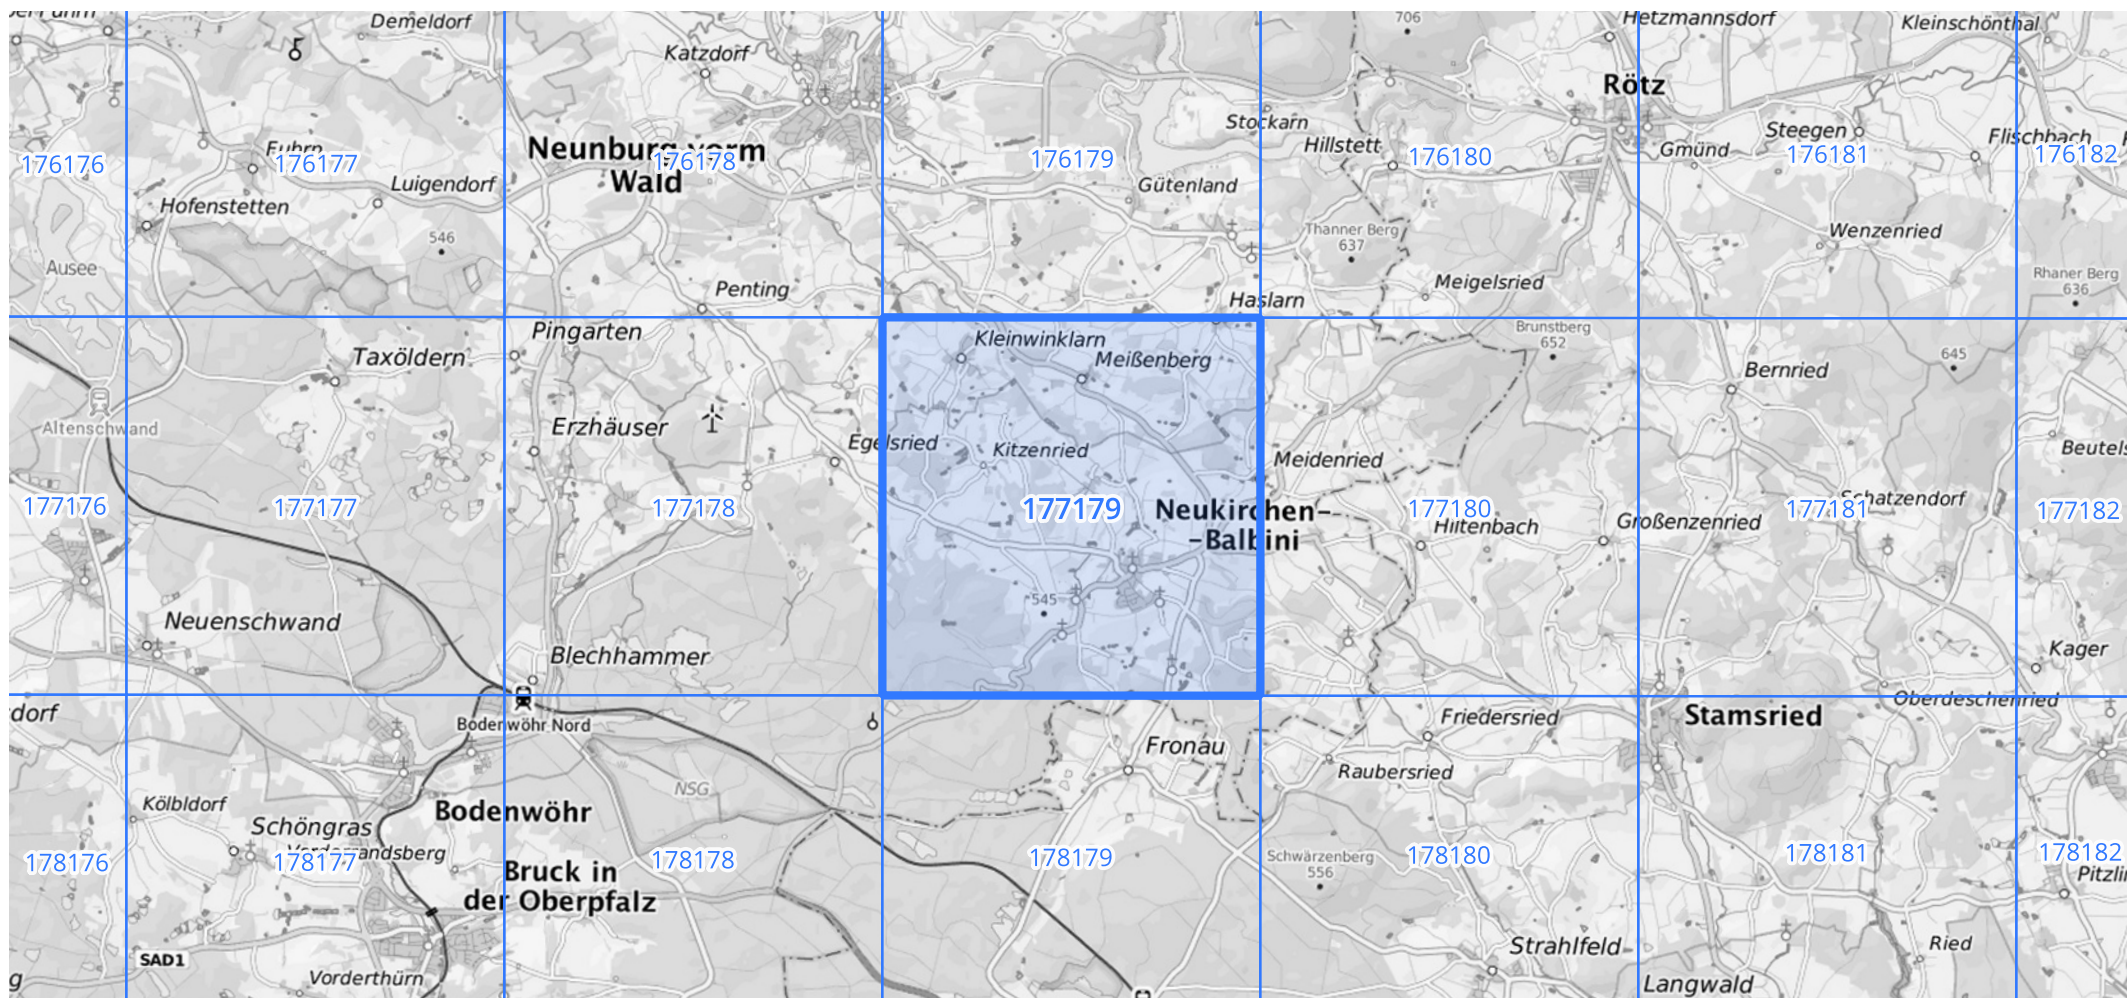 Demeldorf
Katzdorf
706
Hetzmannsdorf
Kleinschönthal
Rötz
Stockarn
Hillstett
Steegen
Flischbach
Neunburg vorm
Wald
Fuhrn
Gmünd
176176
176177
176178
176179
176180
176181
176182
Luigendorf
Gütenland
Hofenstetten
546
Thanner Berg
637
Wenzenried
Ausee
Rhaner Berg
636
Penting
Meigelsried
Haslarn
Pingarten
Kleinwinklarn
Meißenberg
Brunstberg
652
645
Taxöldern
Bernried
Altenschwand
Erzhäuser
Egelsried
Kitzenried
Meidenried
Beutels
177176
177177
177178
177179
177180
177181
177182
Neukirchen-
-Balbini
Hiltenbach
Großenzenried
Schatzendorf
545
Neuenschwand
Blechhammer
Kager
Oberdeschenried
dorf
Bodenwöhr Nord
Fronau
Friedersried
Stamsried
Raubersried
NSG
Kölbldorf
Bodenwöhr
Schöngras
178176
178177
178178
178179
178180
178181
178182
Schwärzenberg
556
Bruck in
der Oberpfalz
Pitzli
SAD1
Strahlfeld
Ried
Vorderthürn
Langwald
g